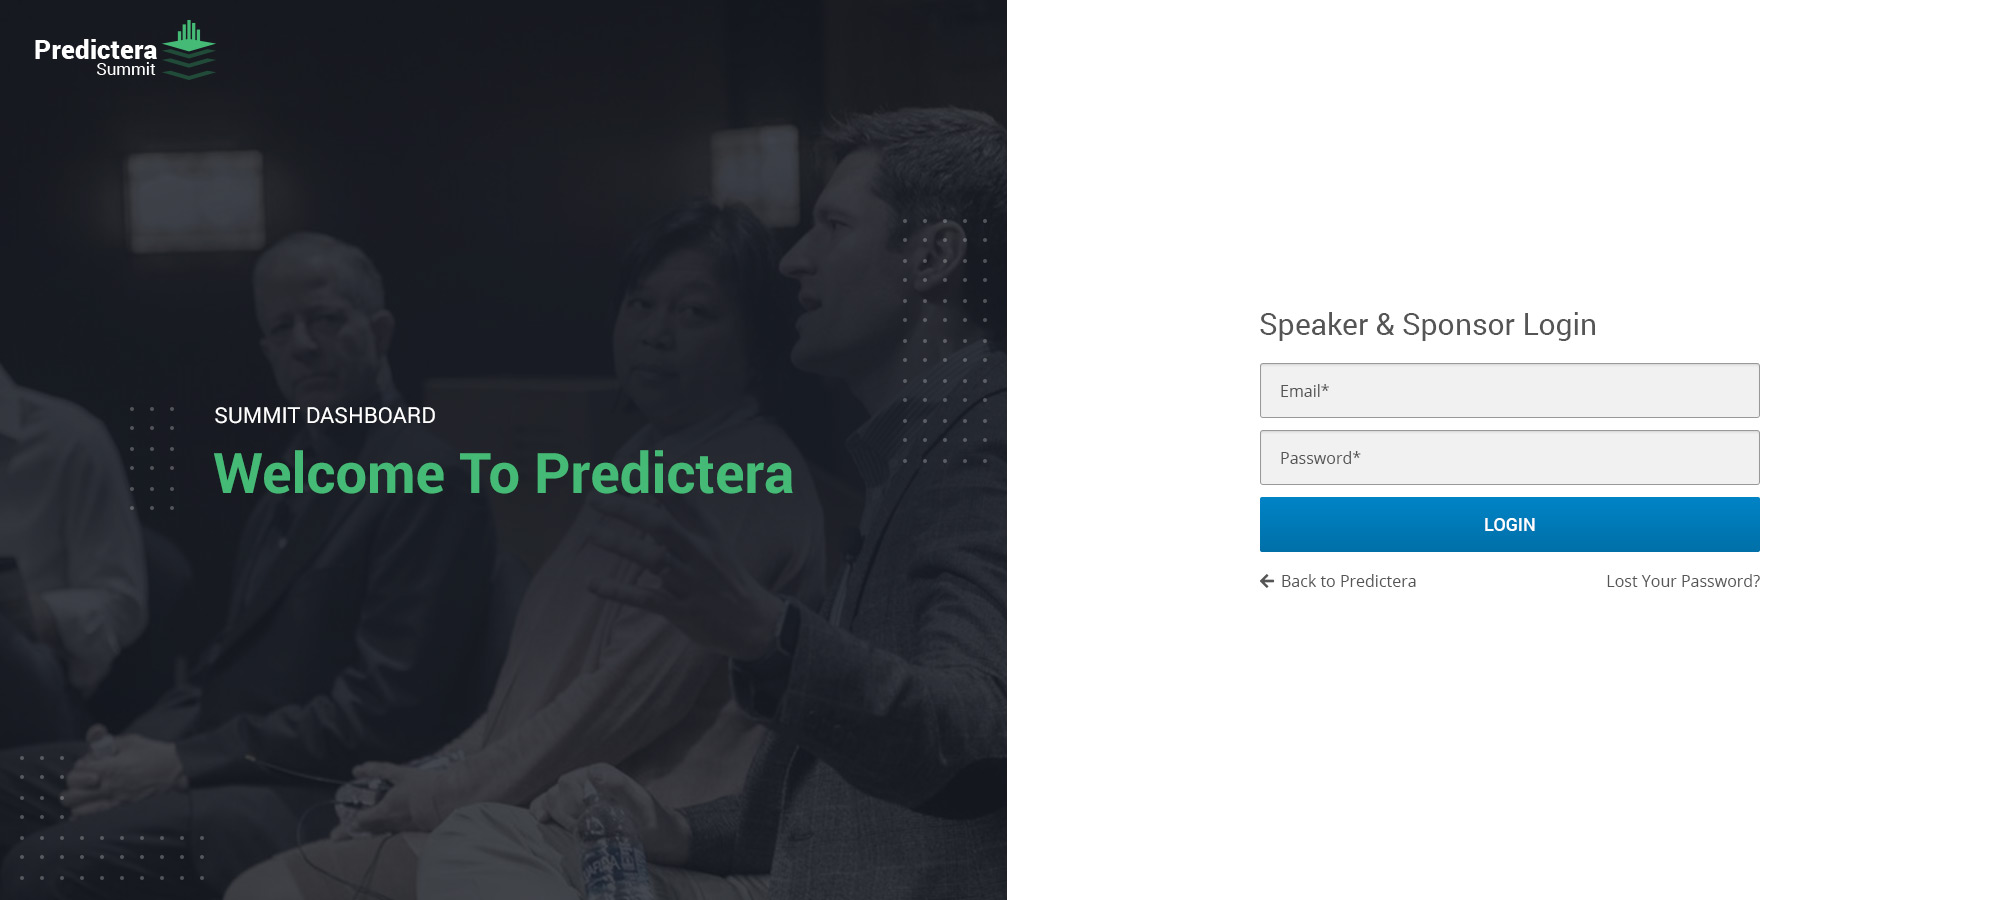 Predictera
Summit
SUMMIT DASHBOARD
Welcome To Predictera
Speaker & Sponsor Login
Email*
Password*
LOGIN
Back to Predictera
Lost Your Password?